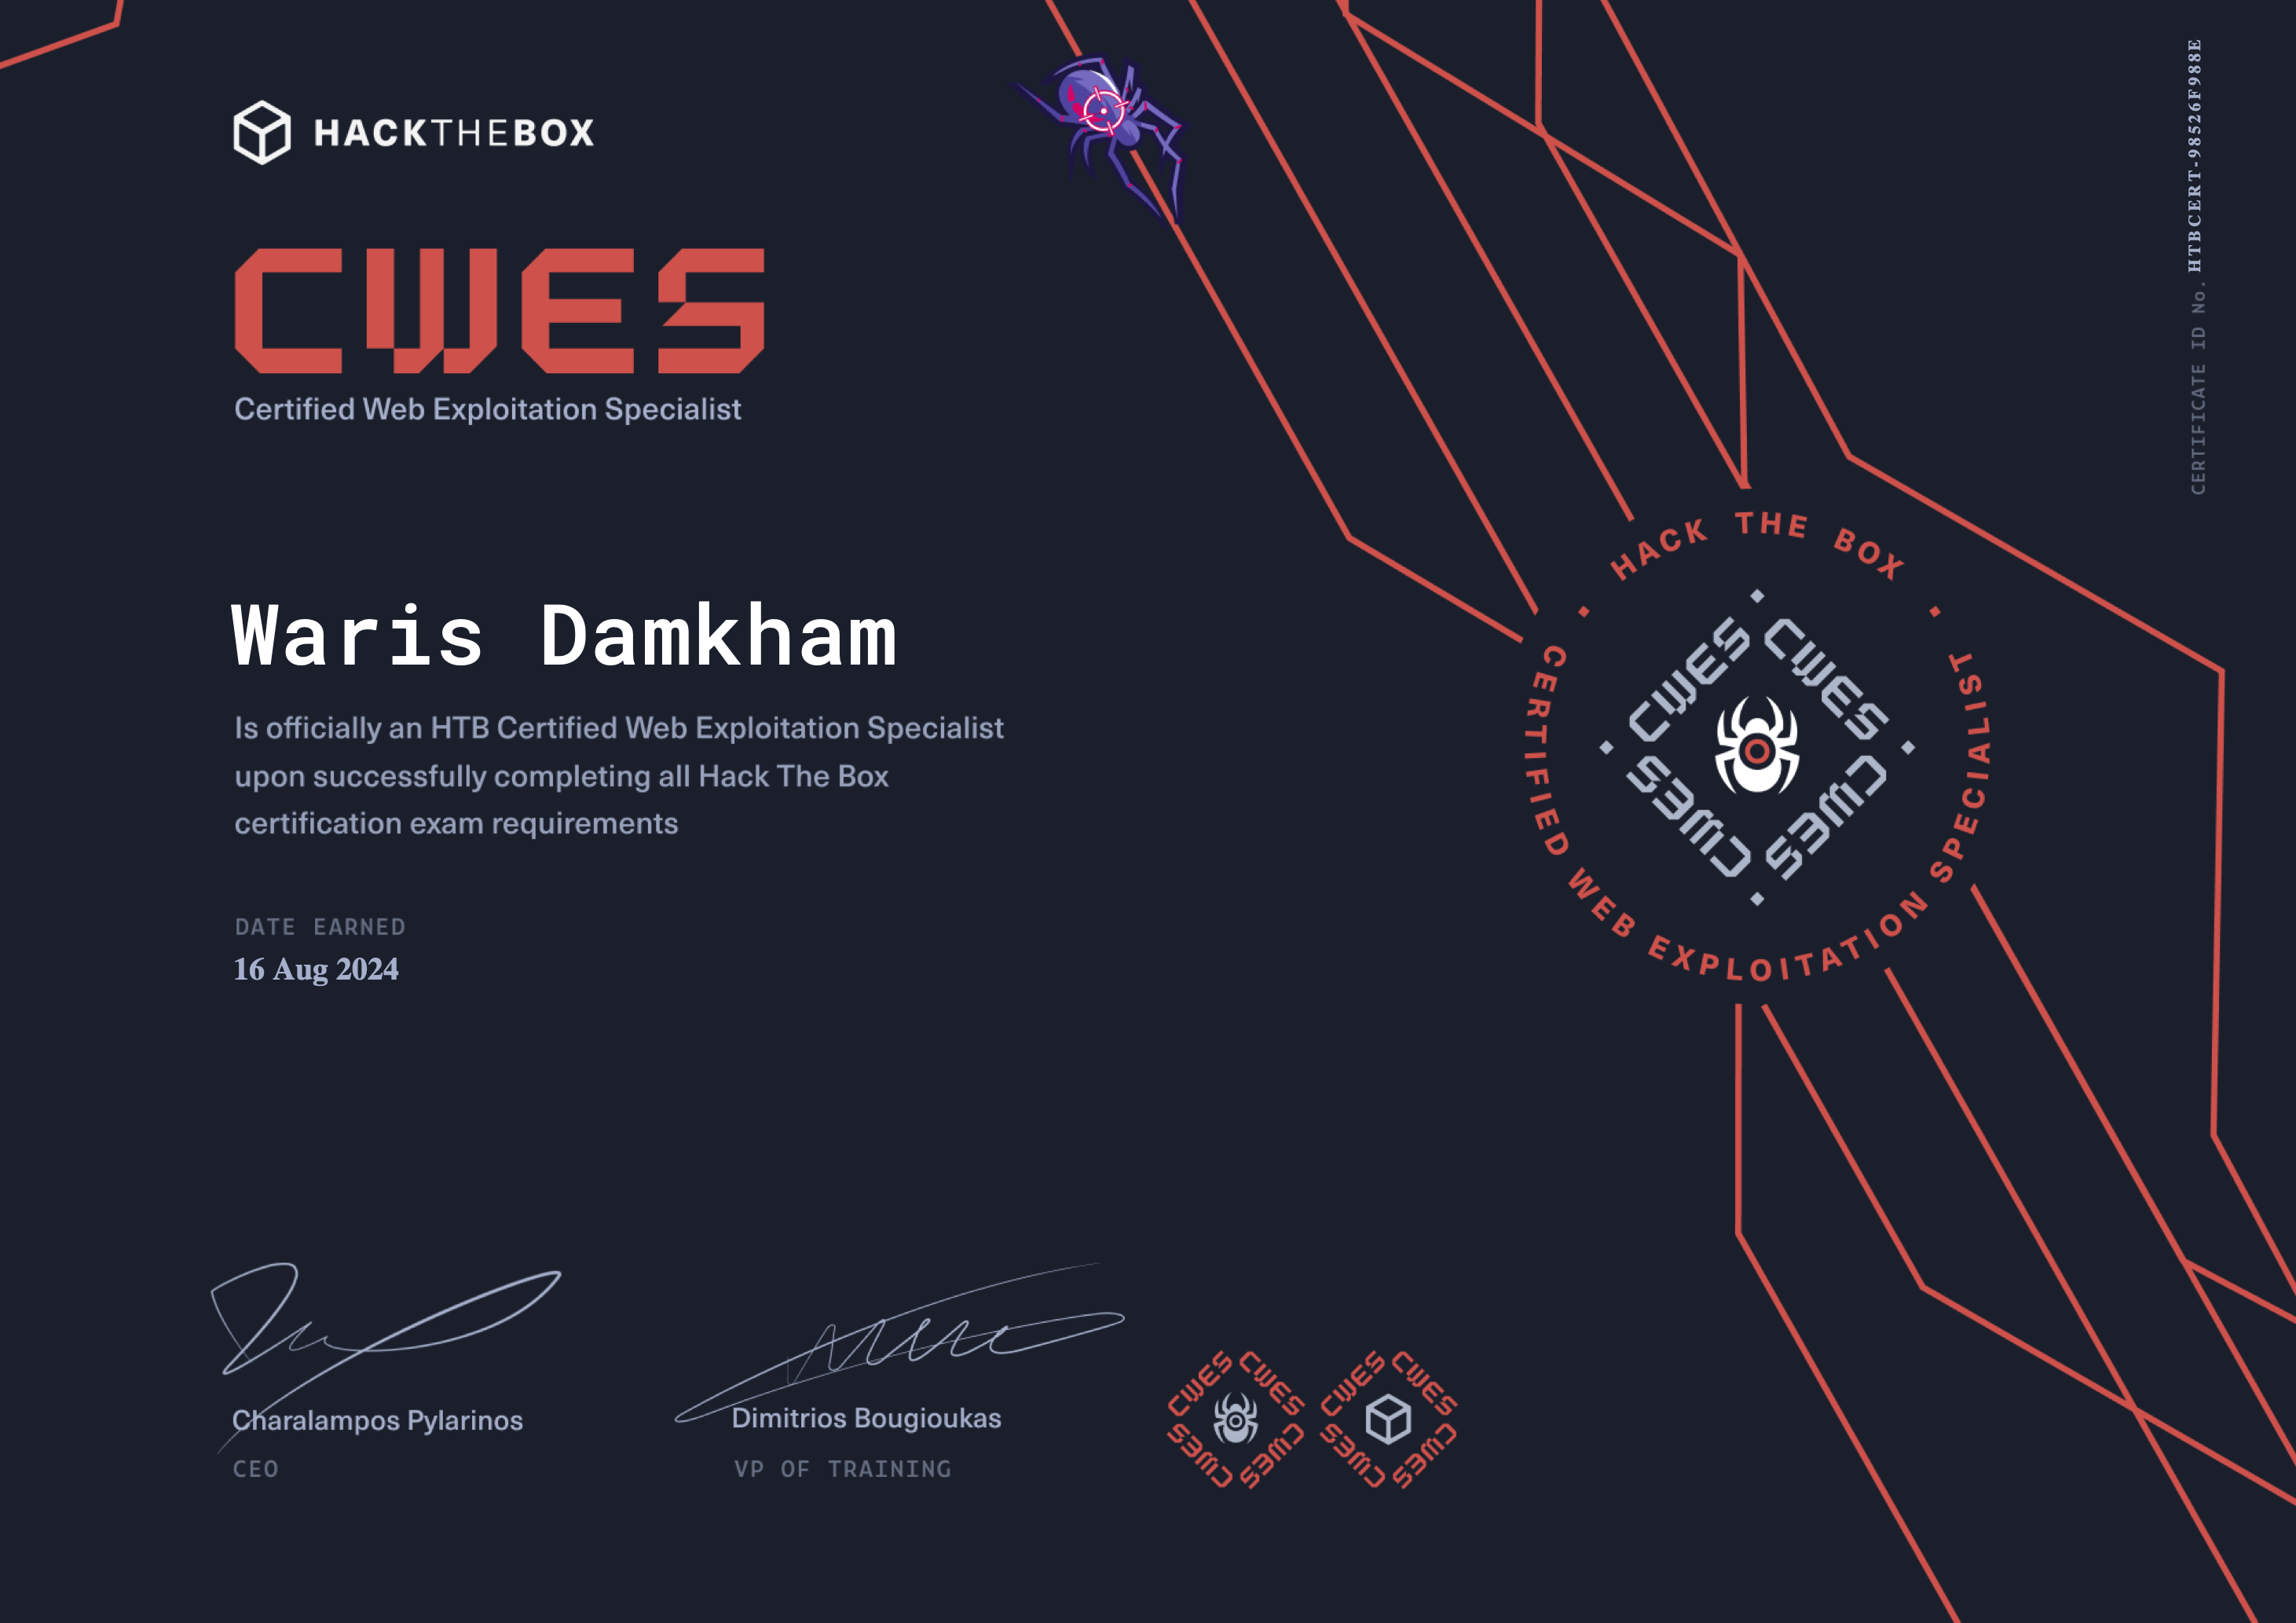 HACKTHEBOX
CWES
Certified Web Exploitation Specialist
Waris Damkham
Is officially an HTB Certified Web Exploitation Specialist
upon successfully completing all Hack The Box
certification exam requirements
DATE EARNED
16 Aug 2024
Charalampos Pylarinos
CEO
Dimitrios Bougioukas
VP OF TRAINING
CWES CWES CWES CWES
CWES CWES CWES CWES
HACK THE BOX
CERTIFIED WEB EXPLOITATION SPECIALIST
CWES CWES CWES CWES
CERTIFICATE ID No. HTBCERT-98526F988E